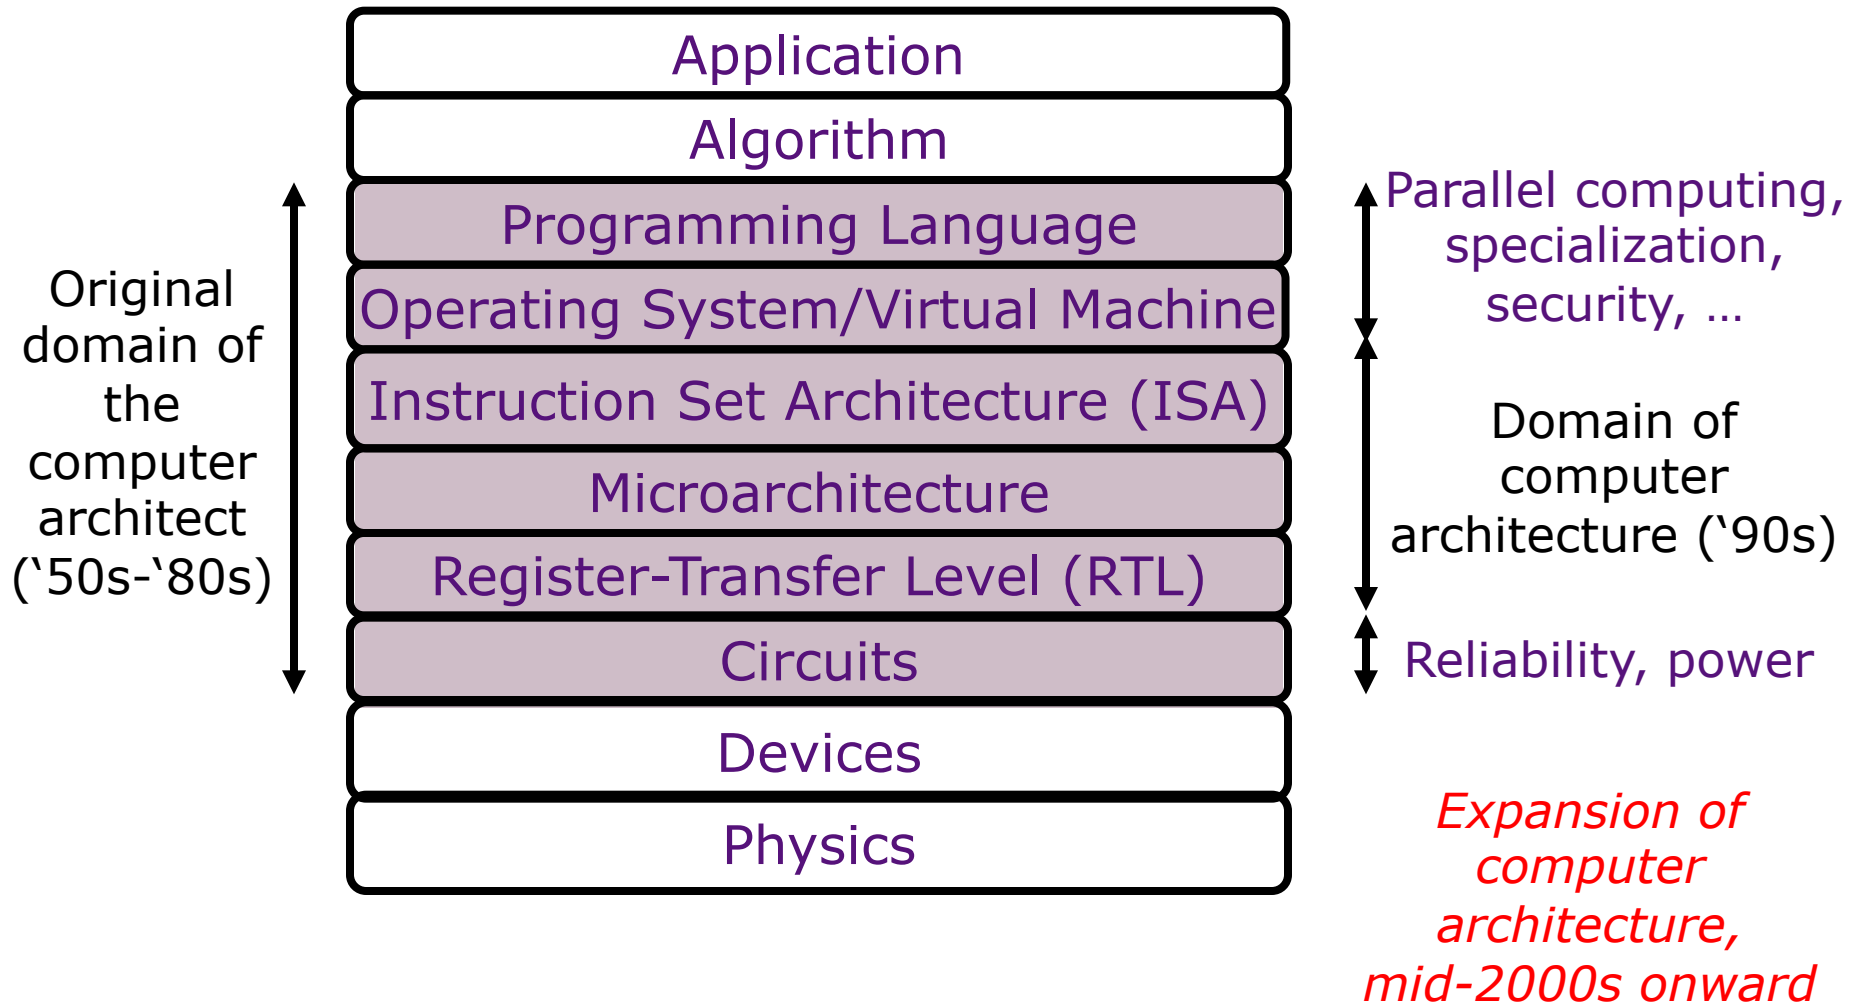 Application
Algorithm
Programming Language
Operating System/Virtual Machine
Instruction Set Architecture (ISA)
Microarchitecture
Register-Transfer Level (RTL)
Circuits
Devices
Physics
Original
domain of
the
computer
architect
(‘50s-‘80s)
Parallel computing,
specialization,
security, …
Domain of
computer
architecture (‘90s)
Reliability, power
Expansion of
computer
architecture,
mid-2000s onward